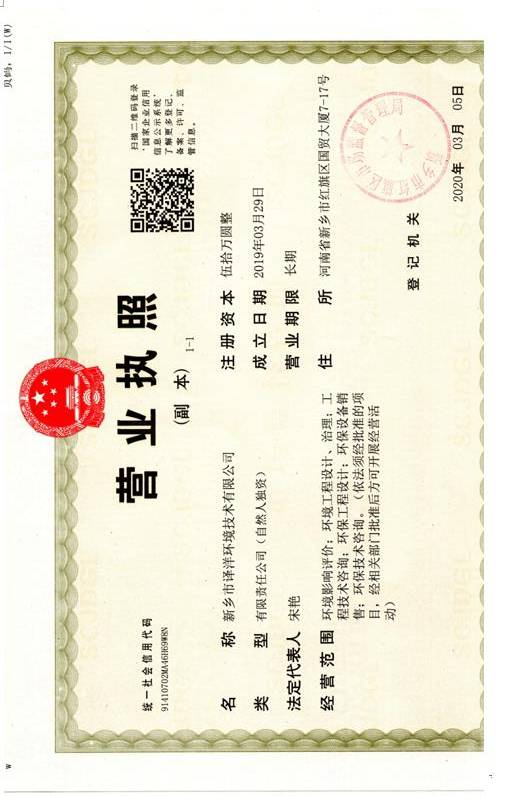 页码，1/1(W)
w
统一社会信用代码
91410702MA46H69W8N
营业执照
(副 本) 1-1
扫描二维码登录
‘国家企业信用
信息公示系统’
了解更多登记、
备案、许可、监
管信息。
名称 新乡市译洋环境技术有限公司
类型 有限责任公司（自然人独资）
法定代表人 宋艳
经营范围 环境影响评价；环境工程设计、治理；工
程技术咨询；环保工程设计；环保设备销
售；环保技术咨询。（依法须经批准的项
目，经相关部门批准后方可开展经营活
动）
注册资本 伍拾万圆整
成立日期 2019年03月29日
营业期限 长期
住所 河南省新乡市红旗区国贸大厦7-17号
登记机关
新乡市红旗区市场监督管理局
2020年 03月 05日